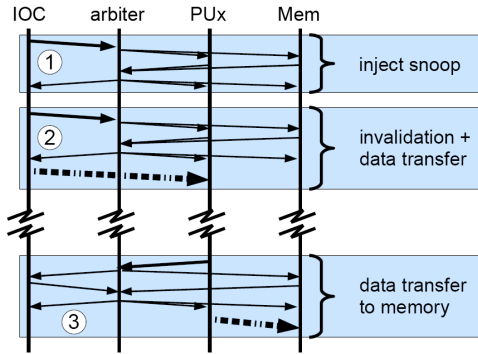 IOC arbiter PUx Mem
1
inject snoop
2
invalidation +
data transfer
data transfer
to memory
3